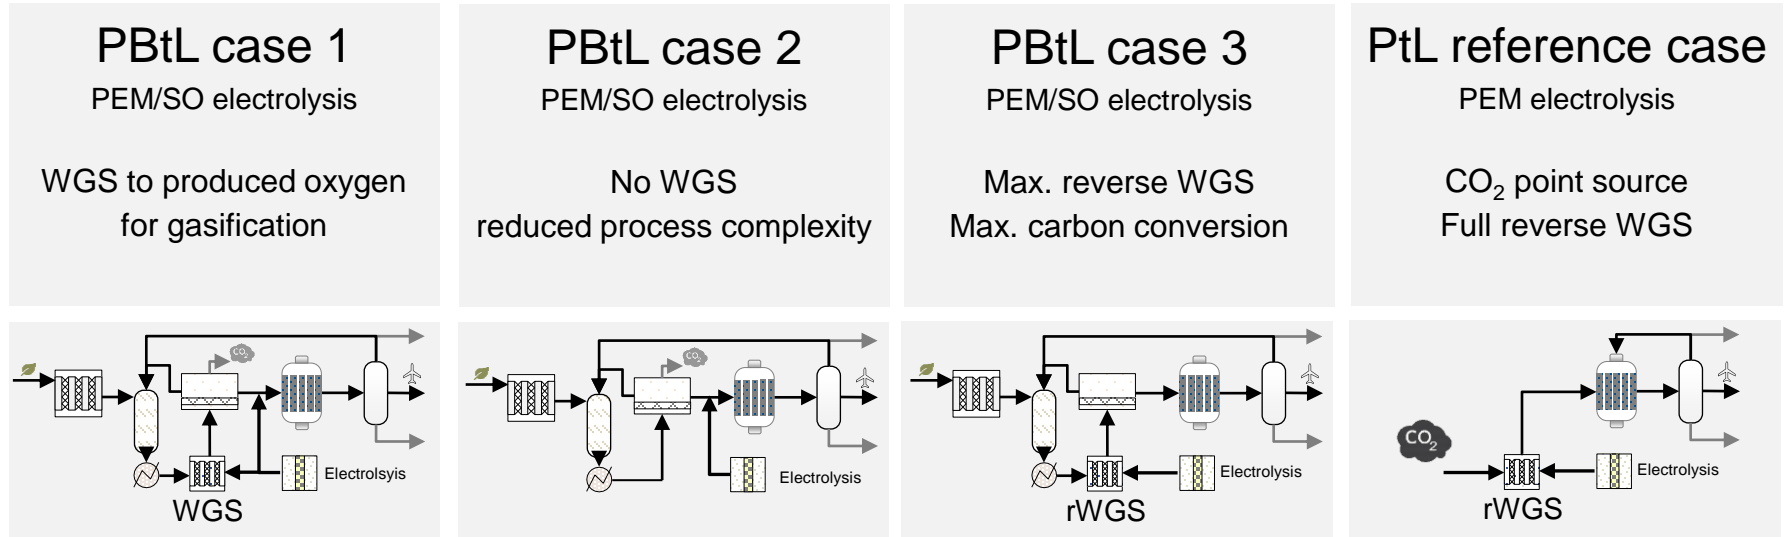 PBtL case 1
PEM/SO electrolysis
WGS to produced oxygen
for gasification
PBtL case 2
PEM/SO electrolysis
No WGS
reduced process complexity
PBtL case 3
PEM/SO electrolysis
Max. reverse WGS
Max. carbon conversion
PtL reference case
PEM electrolysis
CO₂ point source
Full reverse WGS
CO₂
Electrolsyis
WGS
CO₂
Electrolysis
Electrolysis
rWGS
CO₂
Electrolysis
rWGS